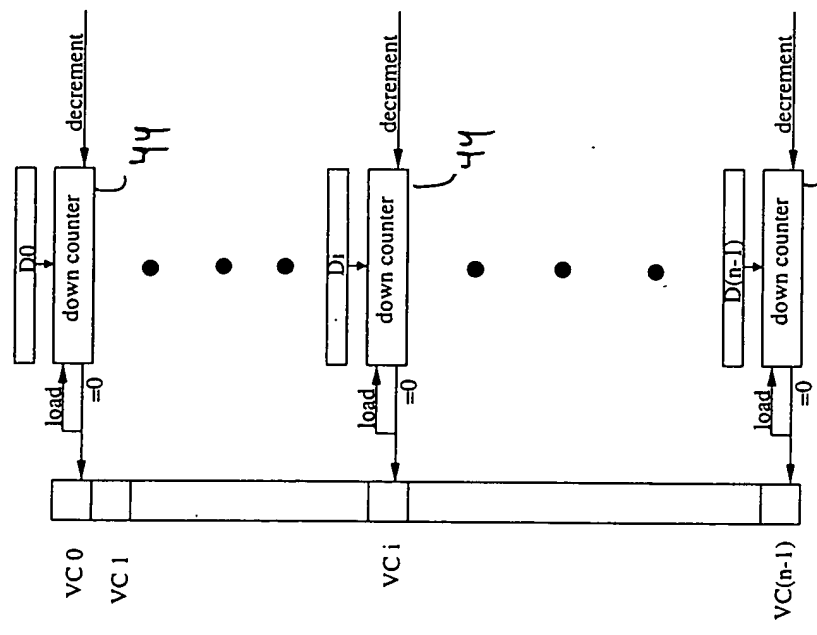 VC 0
load
=0
D0
down counter
decrement
44
VC 1
VC i
load
=0
Di
down counter
decrement
44
VC(n-1)
load
=0
D(n-1)
down counter
decrement